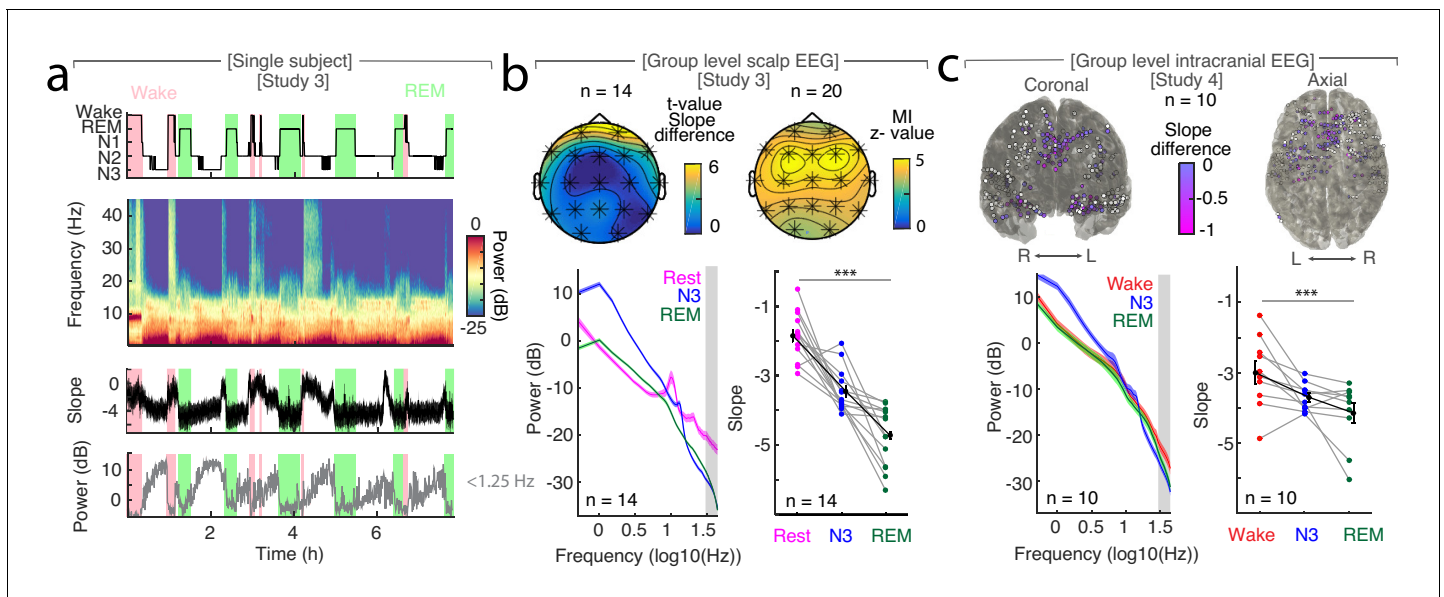 a
[Single subject]
[Study 3]
Wake
REM
Wake
REM
N1
N2
N3
Frequency (Hz)
40
30
20
10
0
Power (dB)
-25
Slope
0
-4
Power (dB)
10
0
<1.25 Hz
2
4
6
Time (h)
b
[Group level scalp EEG]
[Study 3]
n = 14
t-value
Slope
difference
6
0
n = 20
MI
z- value
5
0
Power (dB)
10
0
-10
-20
-30
Rest
N3
REM
n = 14
0
0.5
1
1.5
Frequency (log10(Hz))
Slope
-1
-3
-5
***
n = 14
Rest
N3
REM
c
[Group level intracranial EEG]
[Study 4]
Coronal
n = 10
Axial
Slope
difference
0
-0.5
-1
R
L
L
R
Power (dB)
10
0
-10
-20
-30
Wake
N3
REM
n = 10
0
0.5
1
1.5
Frequency (log10(Hz))
Slope
-1
-3
-5
***
n = 10
Wake
N3
REM